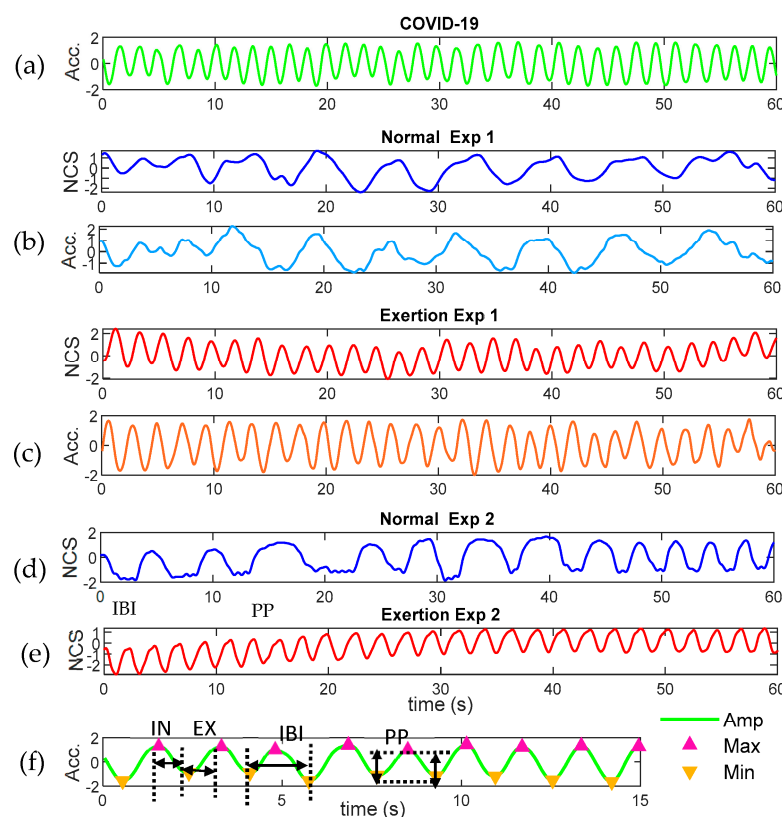 COVID-19
(a)
Acc.
2
0
-2
0 10 20 30 40 50 60
Normal Exp 1
NCS
1
0
-1
-2
0 10 20 30 40 50 60
(b)
Acc.
2
1
0
-1
0 10 20 30 40 50 60
Exertion Exp 1
NCS
2
0
-2
0 10 20 30 40 50 60
(c)
Acc.
2
0
-2
0 10 20 30 40 50 60
Normal Exp 2
(d)
NCS
2
0
-2
0 10 20 30 40 50 60
IBI PP
Exertion Exp 2
(e)
NCS
1
0
-1
-2
0 10 20 30 40 50 60
time (s)
(f)
Acc.
2
0
-2
IN EX IBI PP
0 5 10 15
time (s)
Amp
Max
Min